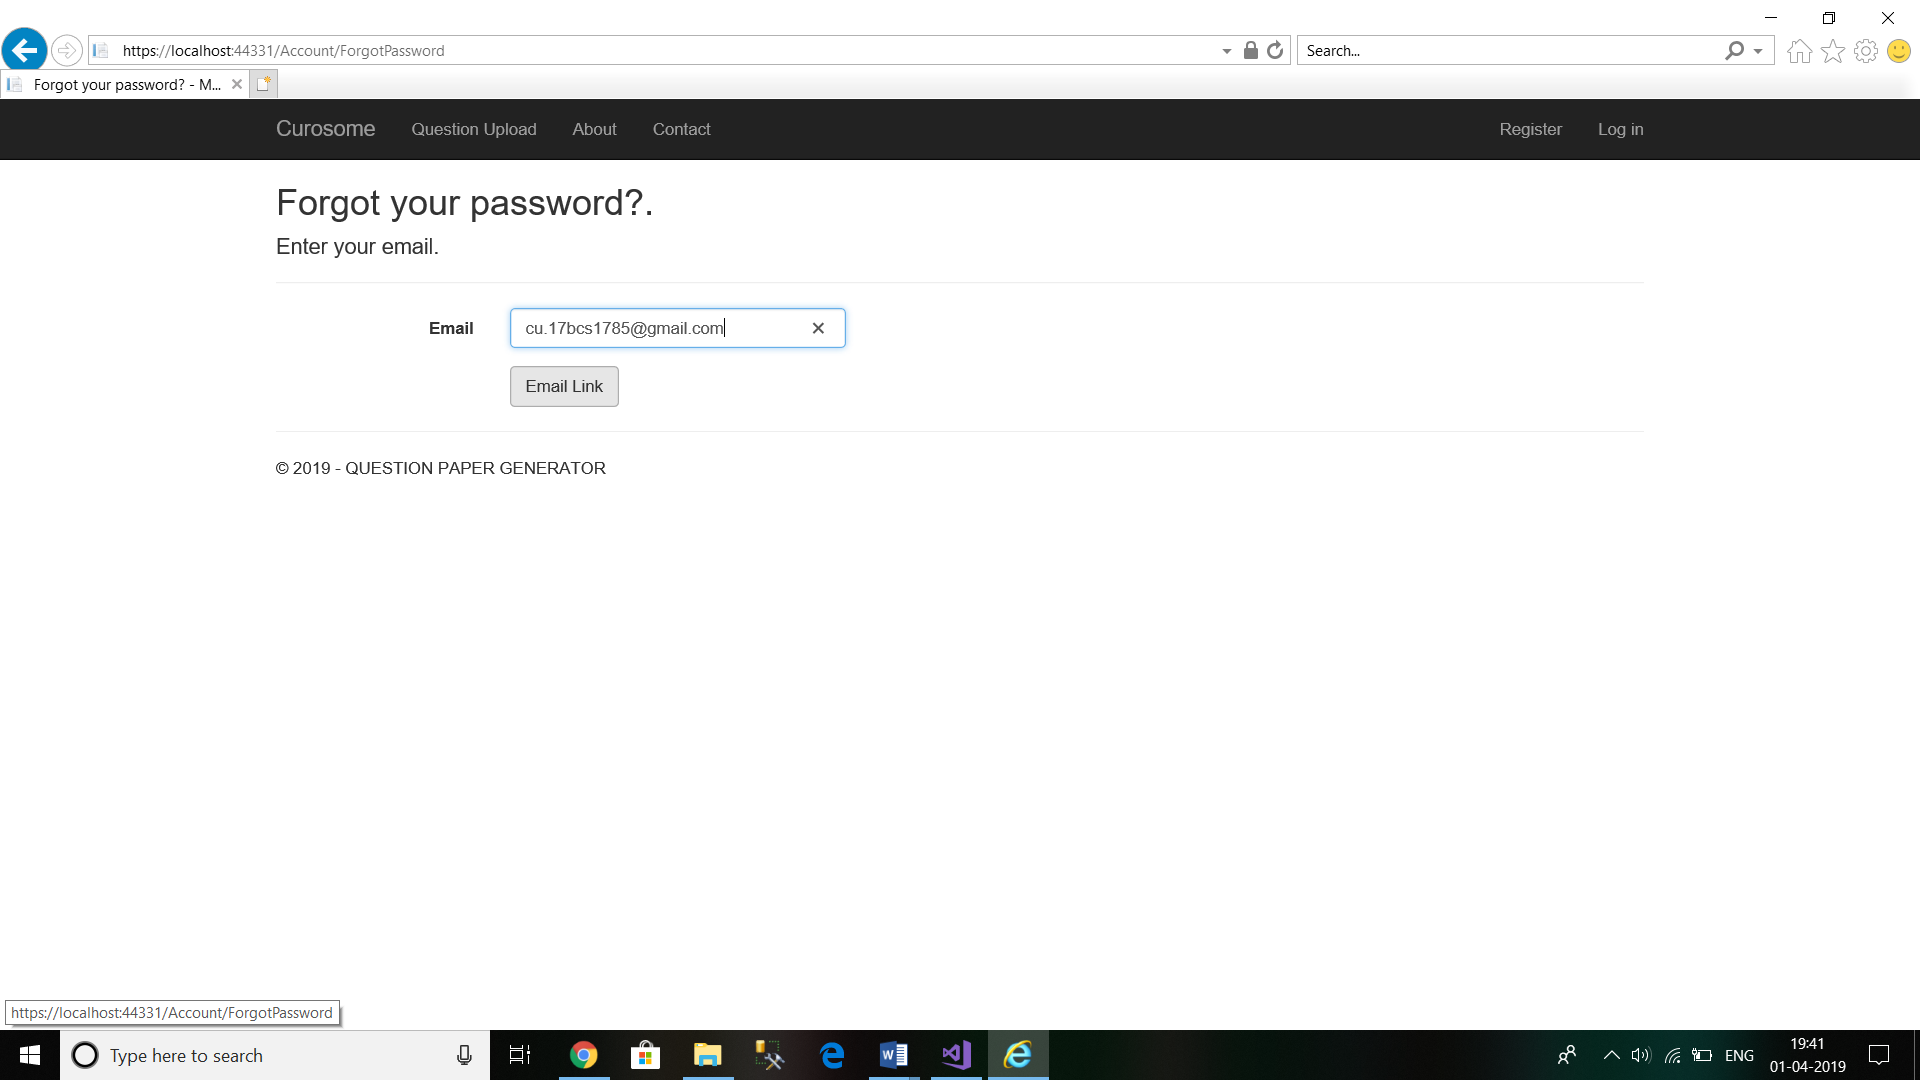 https://localhost:44331/Account/ForgotPassword
Search...
Forgot your password? - M...
Curosome Question Upload About Contact Register Log in
Forgot your password?.
Enter your email.
Email cu.17bcs1785@gmail.com
Email Link
© 2019 - QUESTION PAPER GENERATOR
https://localhost:44331/Account/ForgotPassword
Type here to search
ENG
19:41
01-04-2019